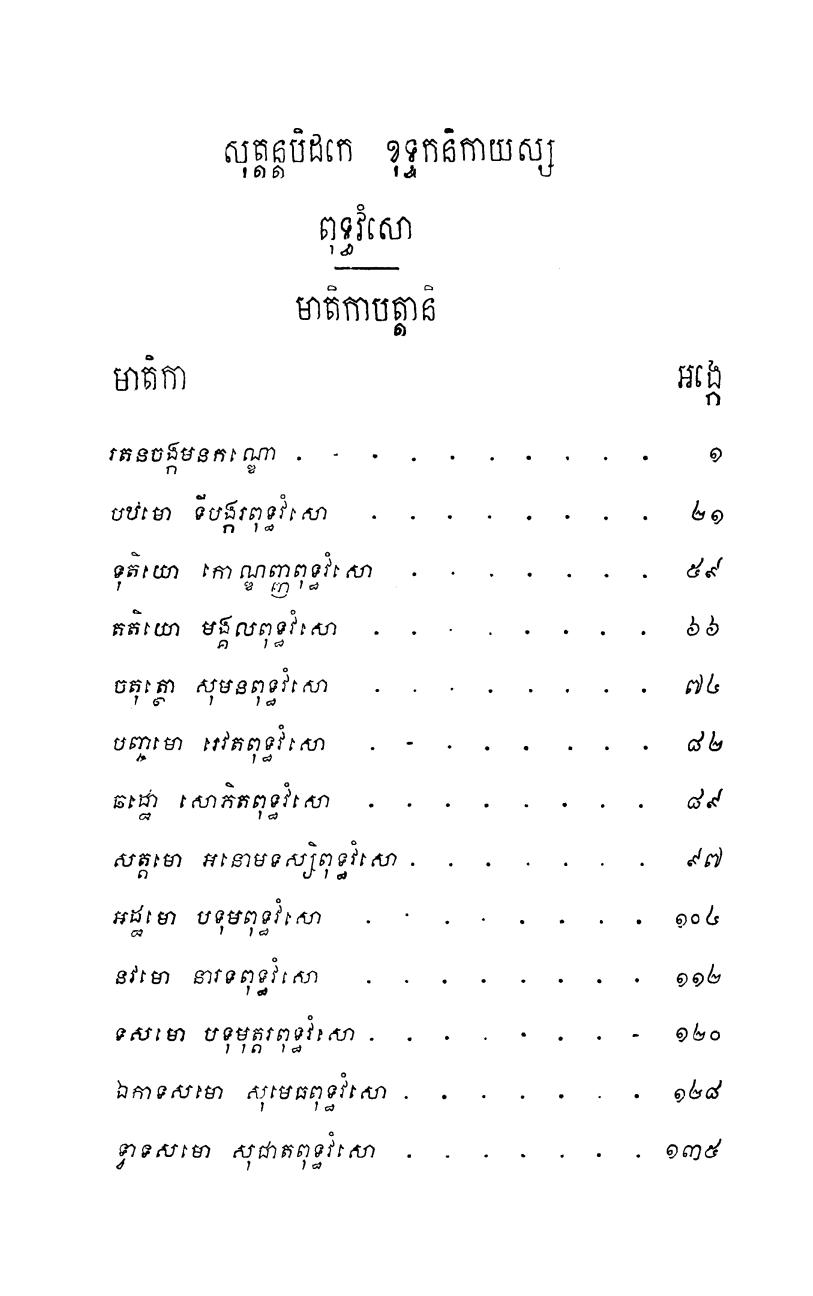 សុត្តន្តបិដកេ ខុទ្ទកនិកាយស្ស
ពុទ្ធវំសោ
មាតិកាបត្តានិ
មាតិកា អង្កេ
រតនចង្កមនកណ្ឌោ . . . . . . . . . . ១
បឋមោ ទីបង្ករពុទ្ធវំសោ . . . . . . . . ២១
ទុតិយោ កោណ្ឌញ្ញពុទ្ធវំសោ . . . . . . . ៥៩
តតិយោ មង្គលពុទ្ធវំសោ . . . . . . . . ៦៦
ចតុត្ថោ សុមនពុទ្ធវំសោ . . . . . . . . ៧៤
បញ្ចមោ រេវតពុទ្ធវំសោ . - . . . . . . ៨២
ឆដ្ឋោ សោភិតពុទ្ធវំសោ . . . . . . . . ៨៩
សត្តមោ អនោមទស្សិពុទ្ធវំសោ . . . . . . . ៩៧
អដ្ឋមោ បទុមពុទ្ធវំសោ . . . . . . . . ១០៤
នវមោ នារទពុទ្ធវំសោ . . . . . . . . ១១២
ទសមោ បទុមុត្តរពុទ្ធវំសោ . . . . . . . - ១២០
ឯកាទសមោ សុមេធពុទ្ធវំសោ . . . . . . . ១២៨
ទ្វាទសមោ សុជាតពុទ្ធវំសោ . . . . . . . ១៣៥